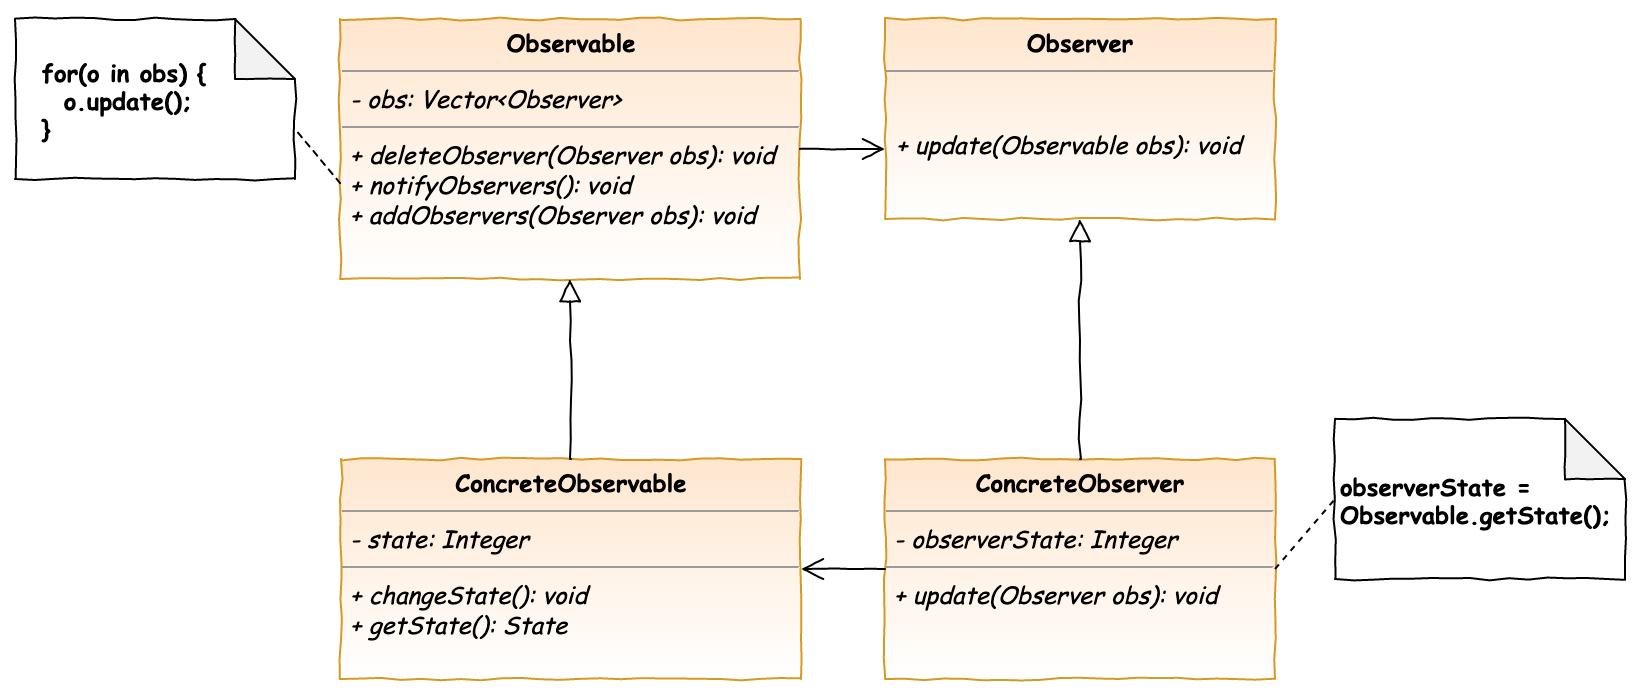 for(o in obs) {
o.update();
}
Observable
- obs: Vector<Observer>
+ deleteObserver(Observer obs): void
+ notifyObservers(): void
+ addObservers(Observer obs): void
Observer
+ update(Observable obs): void
ConcreteObservable
- state: Integer
+ changeState(): void
+ getState(): State
ConcreteObserver
- observerState: Integer
+ update(Observer obs): void
observerState =
Observable.getState();